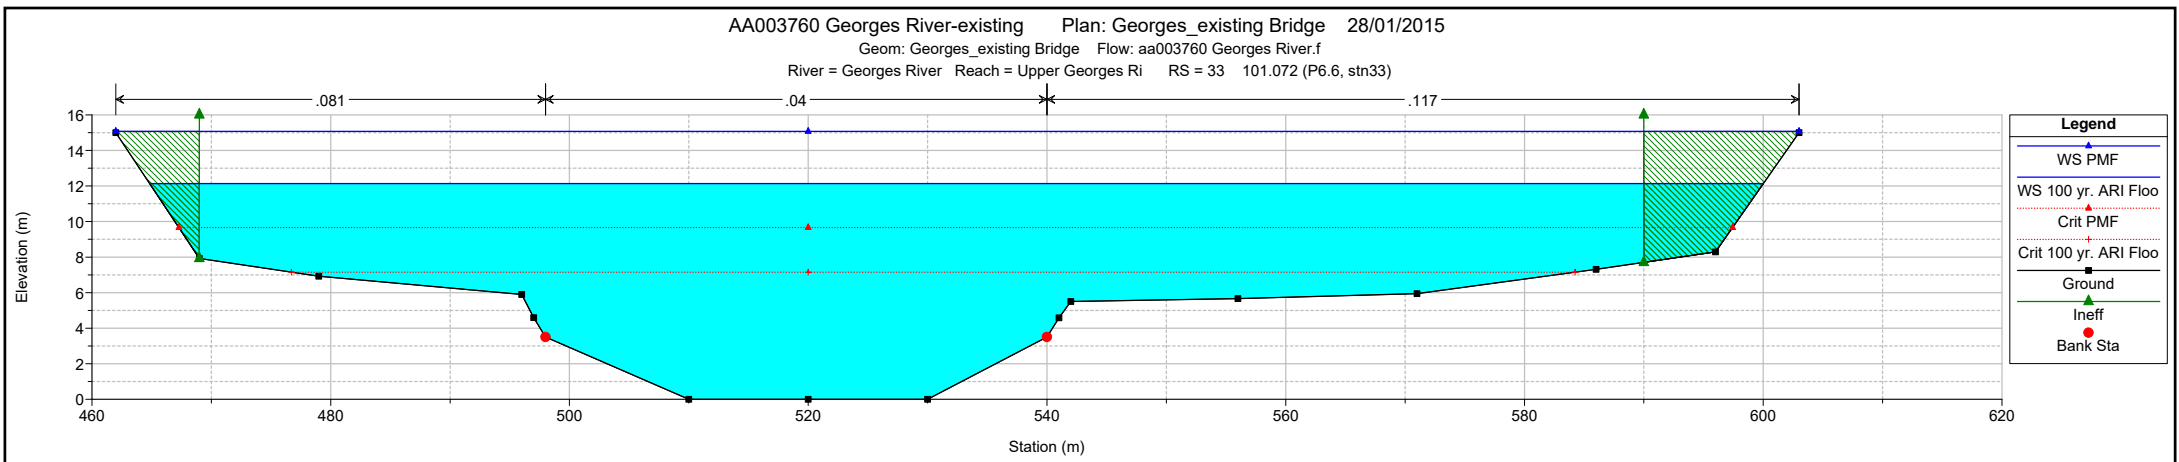 AA003760 Georges River-existing Plan: Georges_existing Bridge 28/01/2015
Geom: Georges_existing Bridge Flow: aa003760 Georges River.f
River = Georges River Reach = Upper Georges Ri RS = 33 101.072 (P6.6, stn33)
.081 .04 .117
16
14
12
10
8
6
4
2
0
Elevation (m)
460 480 500 520 540 560 580 600 620
Station (m)
Legend
WS PMF
WS 100 yr. ARI Floo
Crit PMF
Crit 100 yr. ARI Floo
Ground
Ineff
Bank Sta